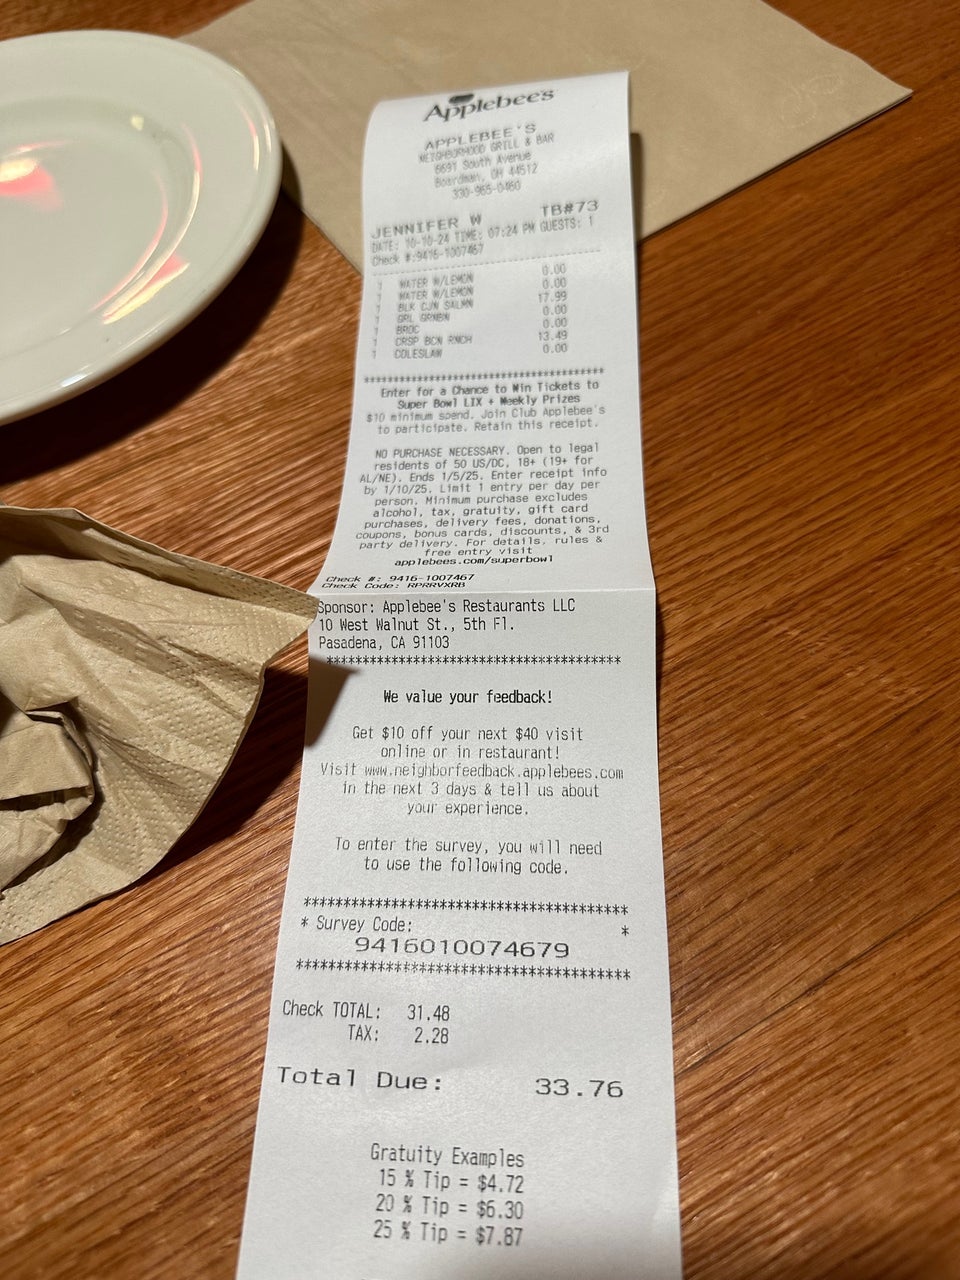 Applebee's
APPLEBEE'S
NEIGHBORHOOD GRILL & BAR
6691 South Avenue
Boardman, OH 44512
330-965-0460
JENNIFER W TB#73
DATE: 10-10-24 TIME: 07:24 PM GUESTS: 1
Check #:9416-1007467
1 WATER W/LEMON 0.00
1 WATER W/LEMON 0.00
1 BLK CJN SALMN 17.99
1 GRL GRNBN 0.00
1 BROC 0.00
1 CRSP BCN RNCH 13.49
1 COLESLAW 0.00
****************************************
Enter for a Chance to Win Tickets to
Super Bowl LIX + Weekly Prizes
$10 minimum spend. Join Club Applebee's
to participate. Retain this receipt.
NO PURCHASE NECESSARY. Open to legal
residents of 50 US/DC, 18+ (19+ for
AL/NE). Ends 1/5/25. Enter receipt info
by 1/10/25. Limit 1 entry per day per
person. Minimum purchase excludes
alcohol, tax, gratuity, gift card
purchases, delivery fees, donations,
coupons, bonus cards, discounts, & 3rd
party delivery. For details, rules &
free entry visit
applebees.com/superbowl
Check #: 9416-1007467
Check Code: RPRRVXRB
Sponsor: Applebee's Restaurants LLC
10 West Walnut St., 5th Fl.
Pasadena, CA 91103
****************************************
We value your feedback!
Get $10 off your next $40 visit
online or in restaurant!
Visit www.neighborfeedback.applebees.com
in the next 3 days & tell us about
your experience.
To enter the survey, you will need
to use the following code.
****************************************
* Survey Code: *
9416010074679
****************************************
Check TOTAL: 31.48
TAX: 2.28
Total Due: 33.76
Gratuity Examples
15 % Tip = $4.72
20 % Tip = $6.30
25 % Tip = $7.87